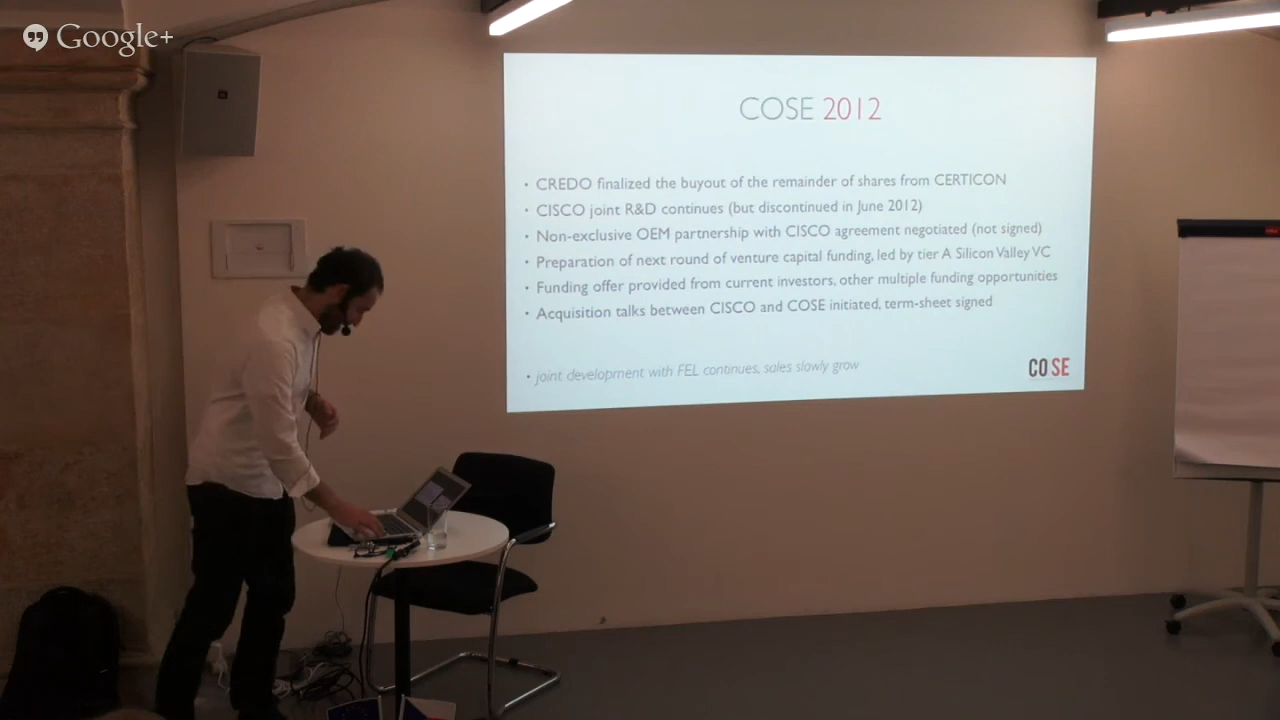 Google+
COSE 2012
• CREDO finalized the buyout of the remainder of shares from CERTICON
• CISCO joint R&D continues (but discontinued in June 2012)
• Non-exclusive OEM partnership with CISCO agreement negotiated (not signed)
• Preparation of next round of venture capital funding, led by tier A Silicon Valley VC
• Funding offer provided from current investors, other multiple funding opportunities
• Acquisition talks between CISCO and COSE initiated, term-sheet signed
• joint development with FEL continues, sales slowly grow
COSE